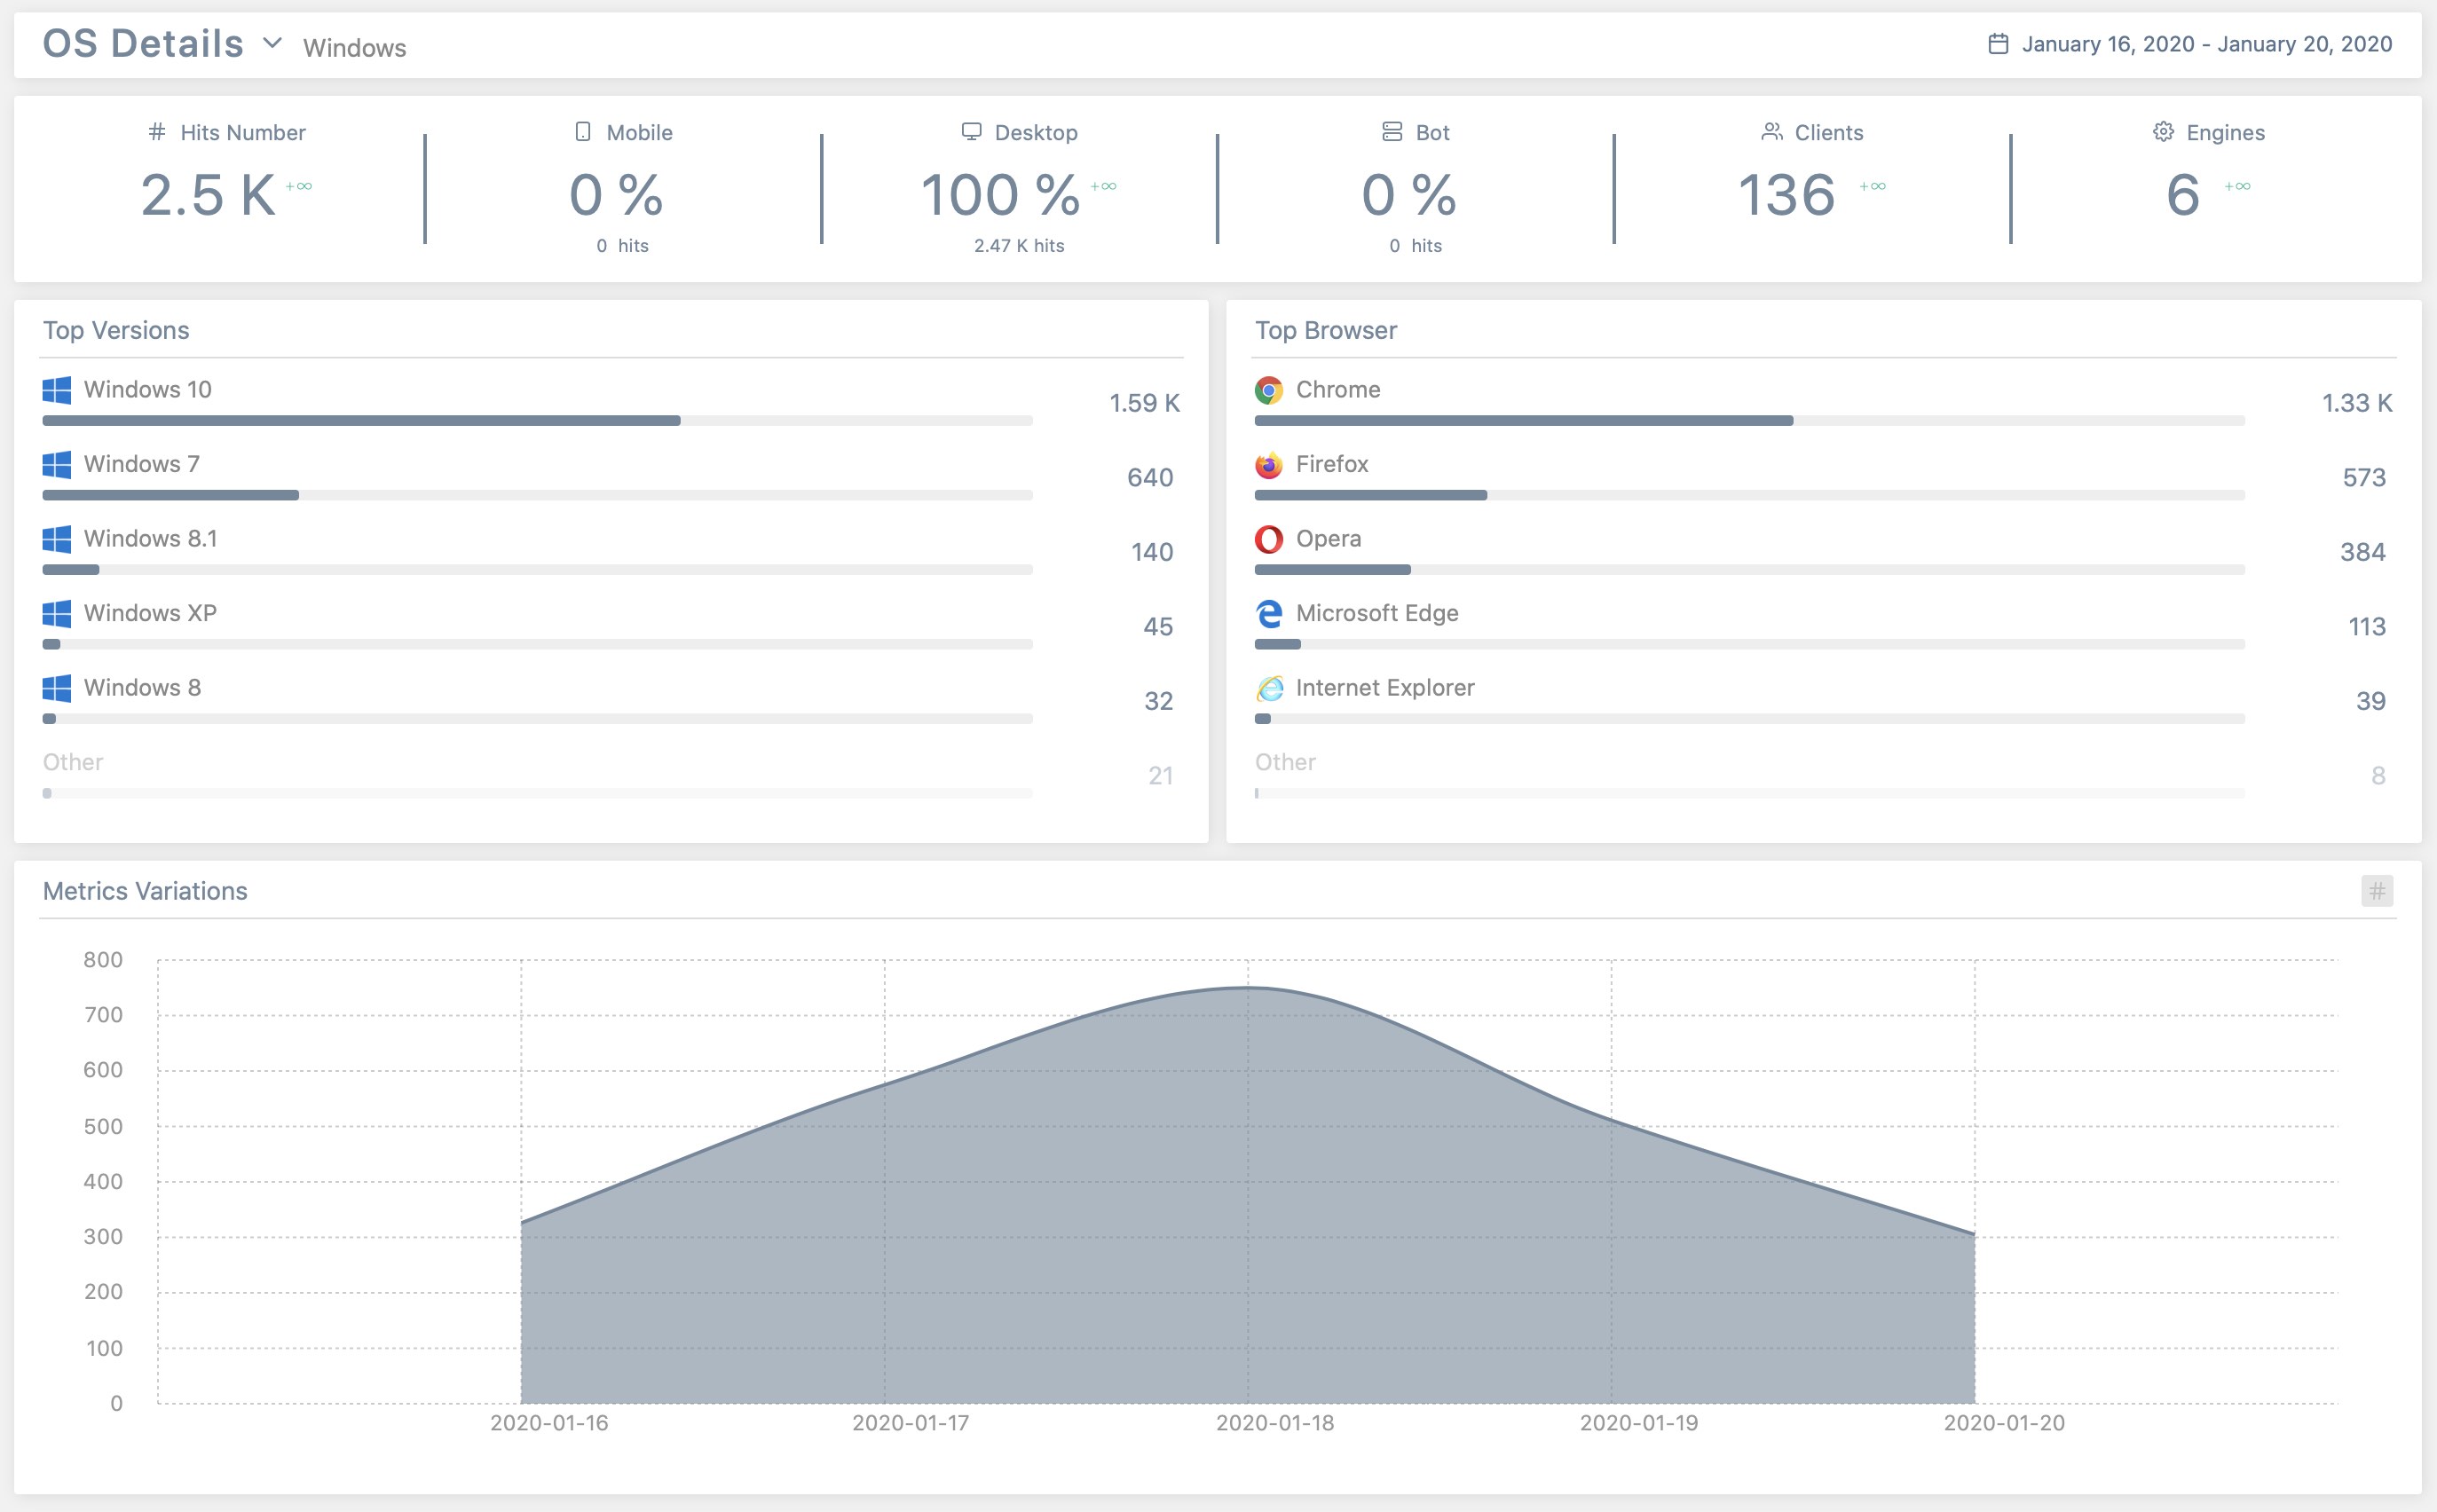 OS Details Windows January 16, 2020 - January 20, 2020
# Hits Number Mobile Desktop Bot Clients Engines
2.5 K +∞ 0 % 100 % +∞ 0 % 136 +∞ 6 +∞
0 hits 2.47 K hits 0 hits
Top Versions
Windows 10 1.59 K
Windows 7 640
Windows 8.1 140
Windows XP 45
Windows 8 32
Other 21
Top Browser
Chrome 1.33 K
Firefox 573
Opera 384
Microsoft Edge 113
Internet Explorer 39
Other 8
Metrics Variations #
800
700
600
500
400
300
200
100
0
2020-01-16 2020-01-17 2020-01-18 2020-01-19 2020-01-20